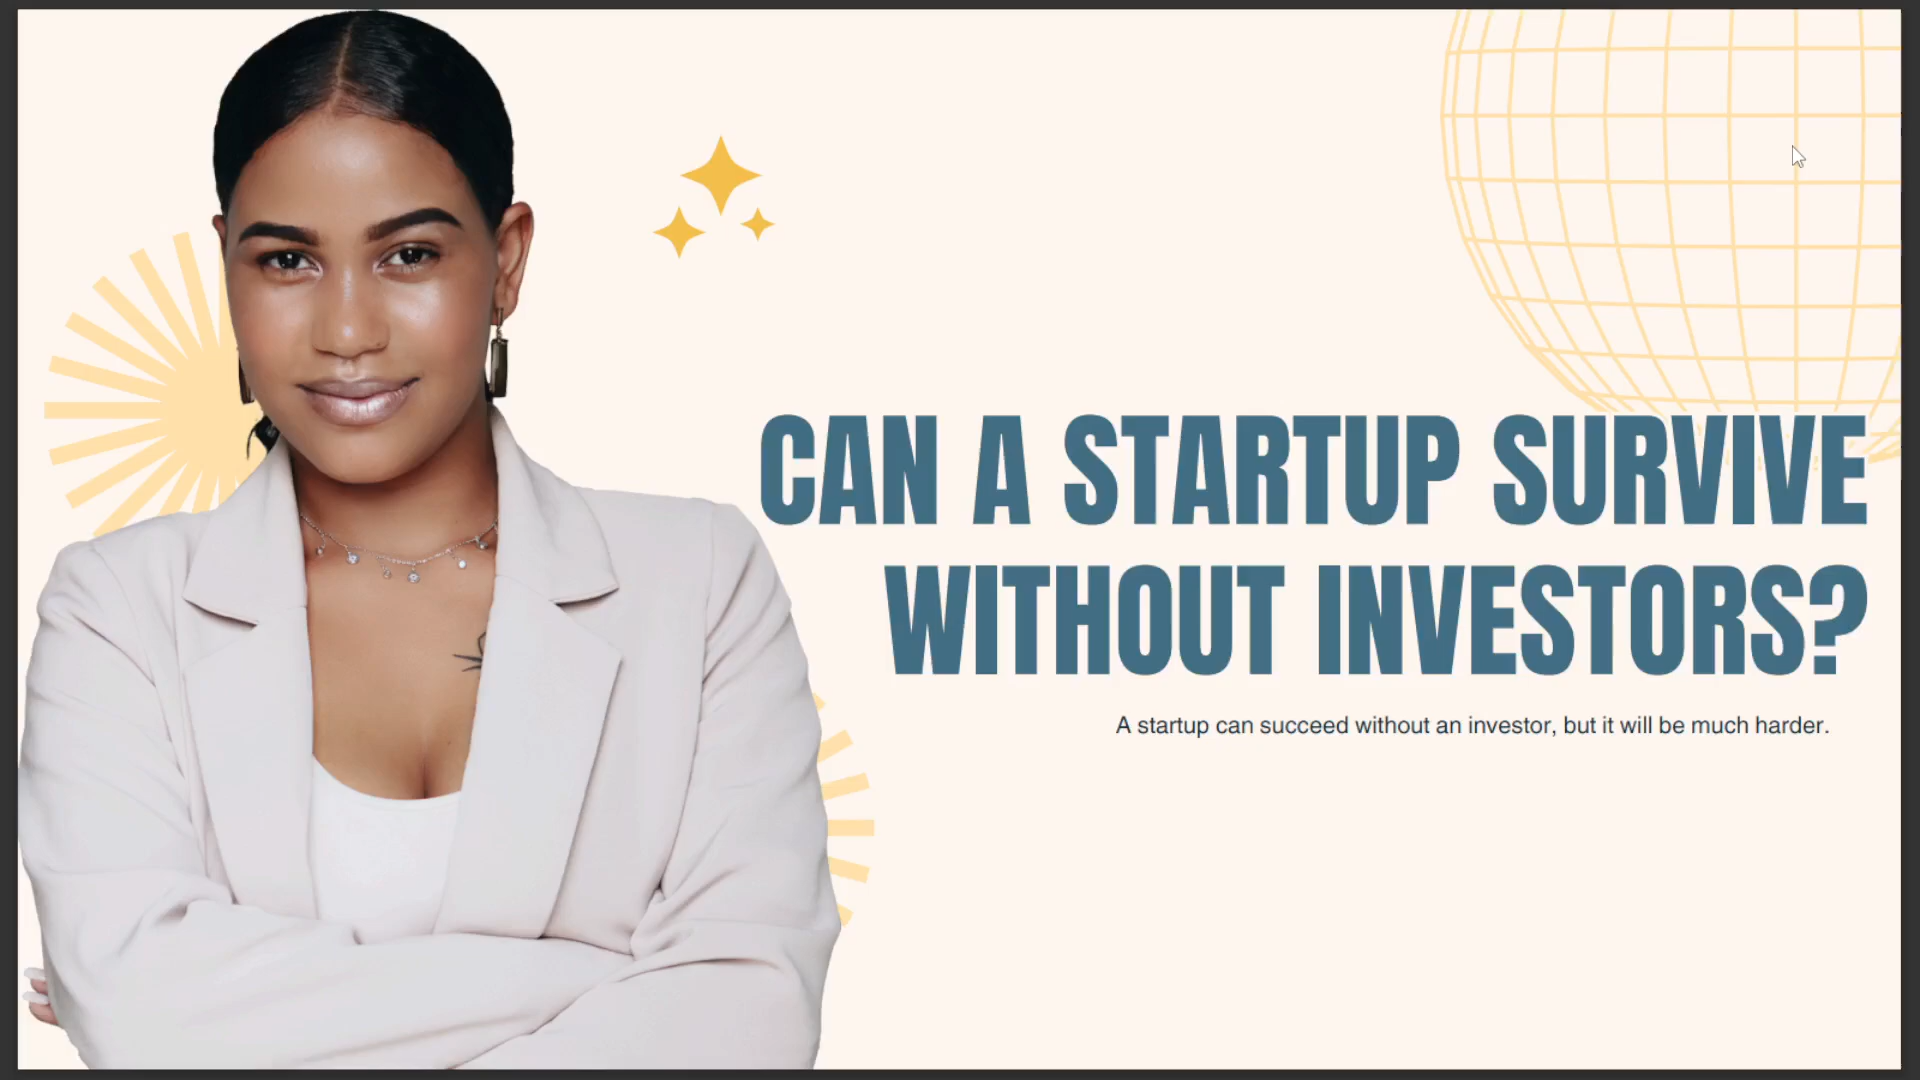 CAN A STARTUP SURVIVE
WITHOUT INVESTORS?
A startup can succeed without an investor, but it will be much harder.